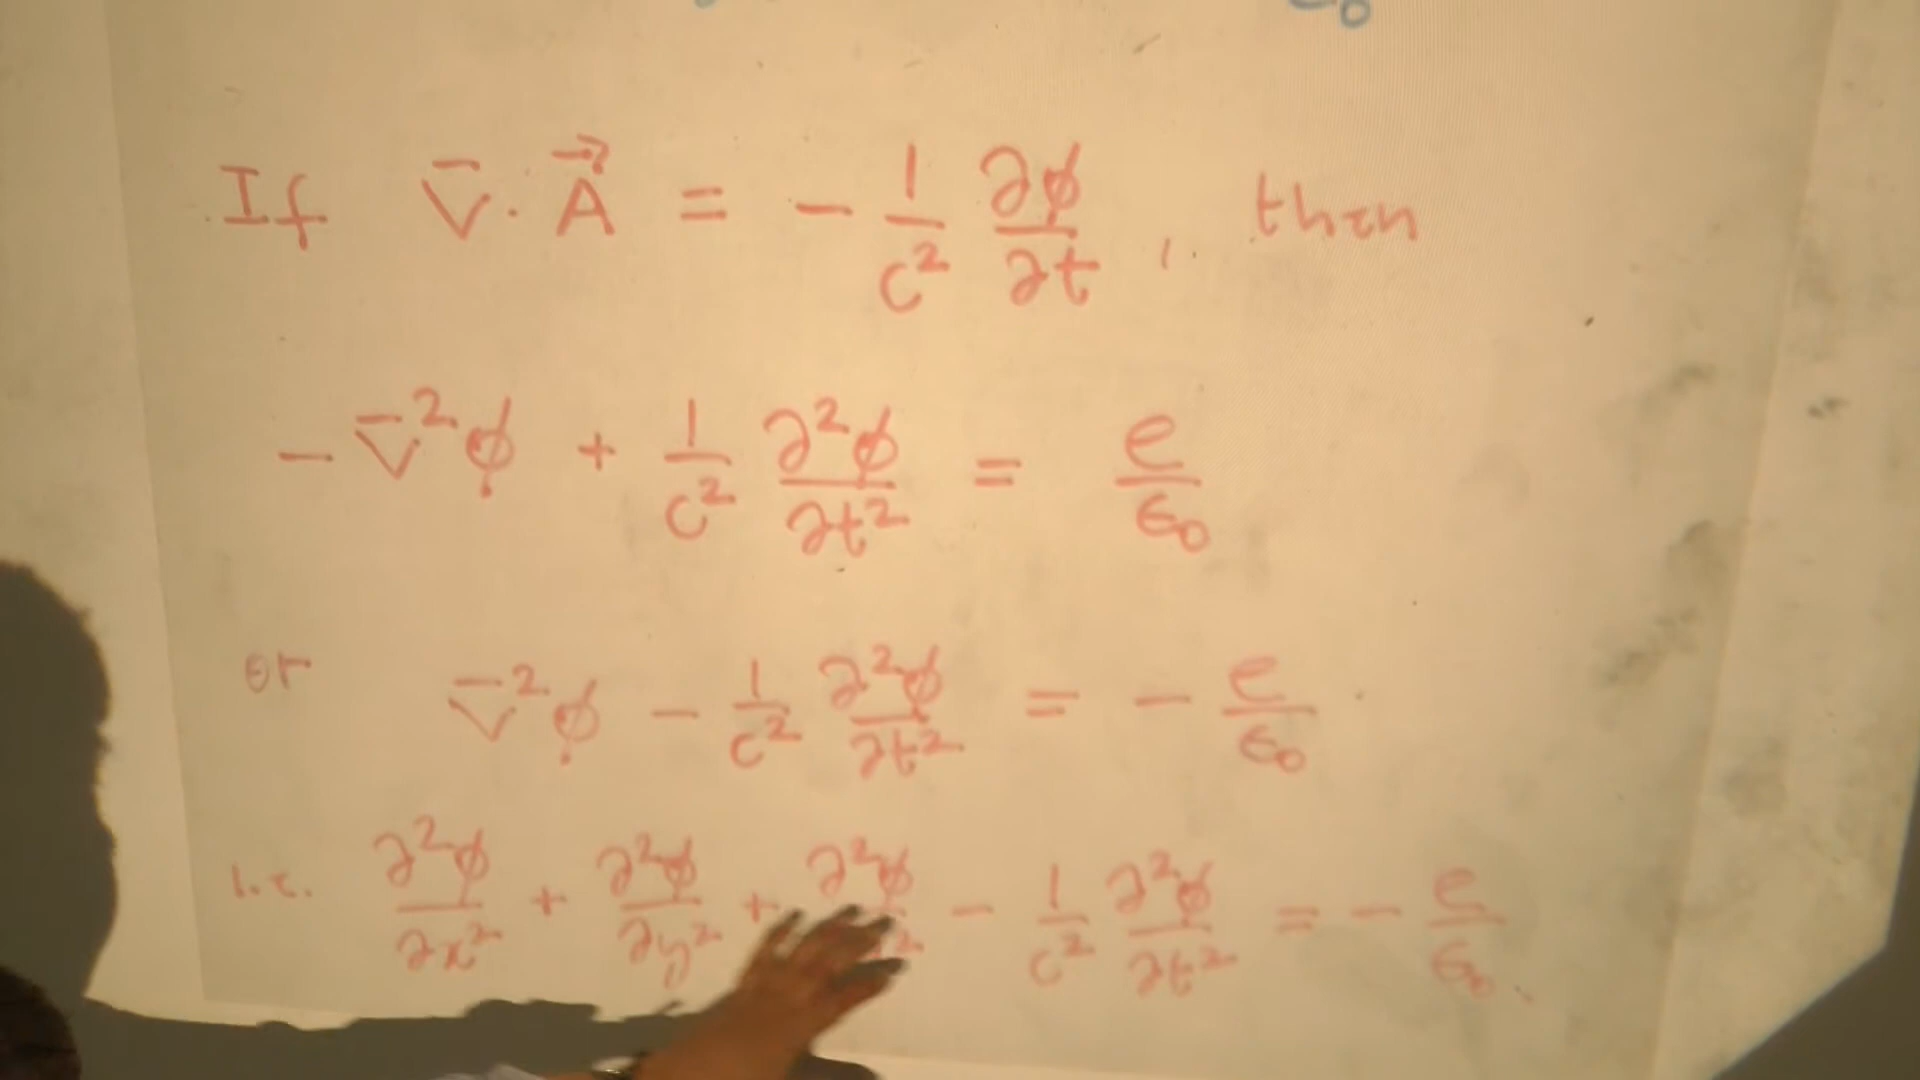 If ∇̄·A⃗ = − 1/c² ∂φ/∂t , then
− ∇̄²φ + 1/c² ∂²φ/∂t² = ρ/ε₀
or ∇̄²φ − 1/c² ∂²φ/∂t² = − ρ/ε₀
i.e. ∂²φ/∂x² + ∂²φ/∂y² + ∂²φ/ ² − 1/c² ∂²φ/∂t² = − ρ/ε₀.